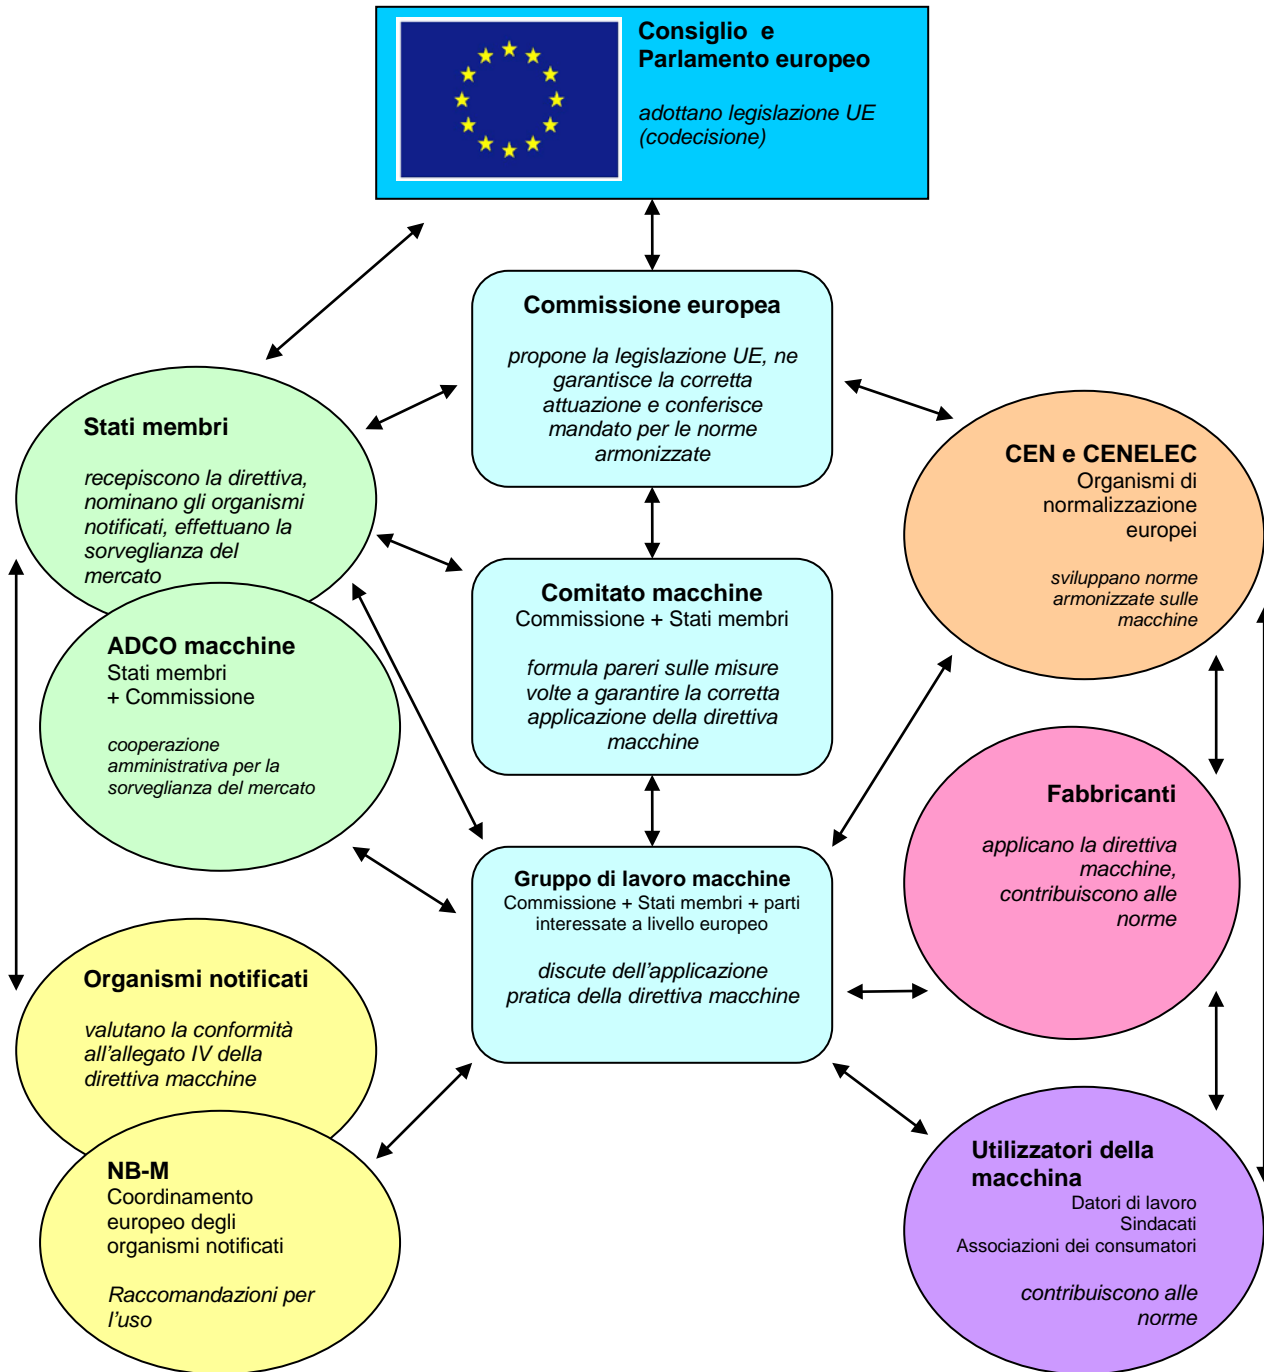 Consiglio e
Parlamento europeo
adottano legislazione UE
(codecisione)
Commissione europea
propone la legislazione UE, ne
garantisce la corretta
attuazione e conferisce
mandato per le norme
armonizzate
Stati membri
recepiscono la direttiva,
nominano gli organismi
notificati, effettuano la
sorveglianza del
mercato
CEN e CENELEC
Organismi di
normalizzazione
europei
sviluppano norme
armonizzate sulle
macchine
Comitato macchine
Commissione + Stati membri
formula pareri sulle misure
volte a garantire la corretta
applicazione della direttiva
macchine
ADCO macchine
Stati membri
+ Commissione
cooperazione
amministrativa per la
sorveglianza del mercato
Fabbricanti
applicano la direttiva
macchine,
contribuiscono alle
norme
Gruppo di lavoro macchine
Commissione + Stati membri + parti
interessate a livello europeo
discute dell'applicazione
pratica della direttiva macchine
Organismi notificati
valutano la conformità
all'allegato IV della
direttiva macchine
NB-M
Coordinamento
europeo degli
organismi notificati
Raccomandazioni per
l'uso
Utilizzatori della
macchina
Datori di lavoro
Sindacati
Associazioni dei consumatori
contribuiscono alle
norme